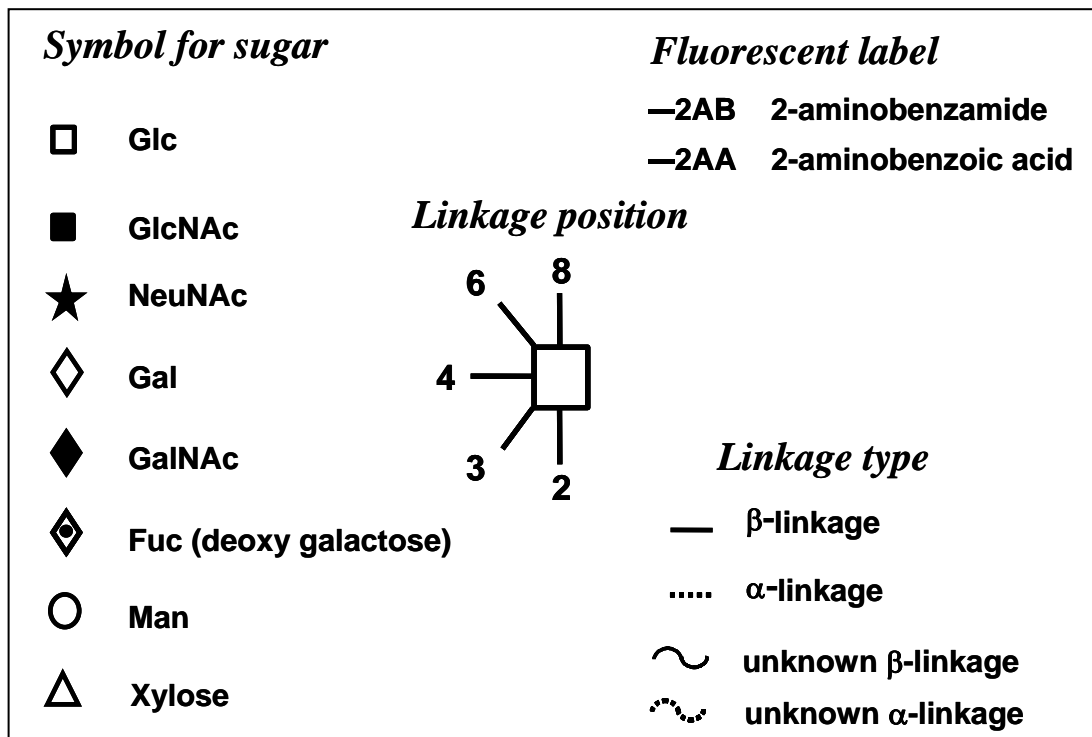 Symbol for sugar
Glc
GlcNAc
NeuNAc
Gal
GalNAc
Fuc (deoxy galactose)
Man
Xylose
Fluorescent label
—2AB 2-aminobenzamide
—2AA 2-aminobenzoic acid
Linkage position
8
6
4
3
2
Linkage type
β-linkage
α-linkage
unknown β-linkage
unknown α-linkage